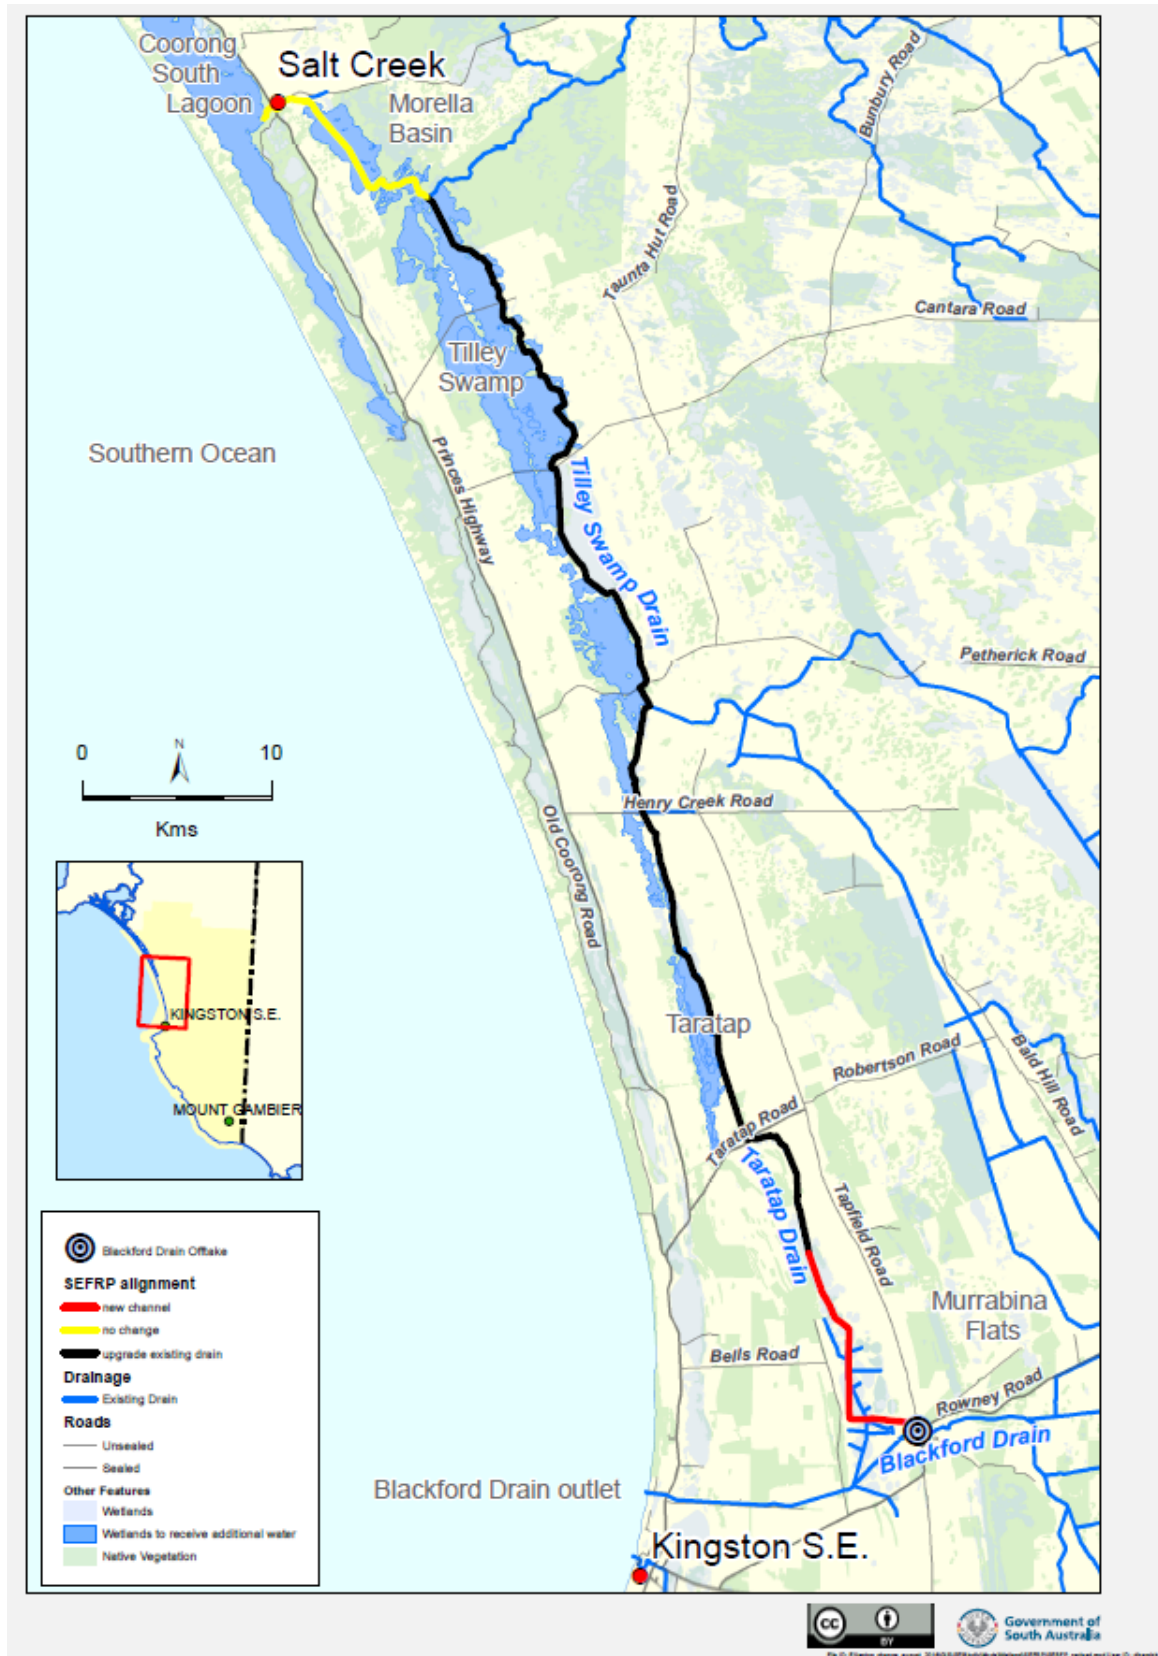 Coorong
South
Lagoon
Salt Creek
Morella
Basin
Bunbury Road
Taunta Hut Road
Cantara Road
Tilley
Swamp
Southern Ocean
Princes Highway
Tilley Swamp Drain
Petherick Road
0 10
N
Kms
Henry Creek Road
Old Coorong Road
KINGSTON S.E.
MOUNT GAMBIER
Taratap
Robertson Road
Bald Hill Road
Taratap Road
Taratap Drain
Tapfield Road
Murrabina
Flats
Bells Road
Rowney Road
Blackford Drain
Blackford Drain outlet
Kingston S.E.
Blackford Drain Offtake
SEFRP alignment
new channel
no change
upgrade existing drain
Drainage
Existing Drain
Roads
Unsealed
Sealed
Other Features
Wetlands
Wetlands to receive additional water
Native Vegetation
cc
BY
Government of
South Australia